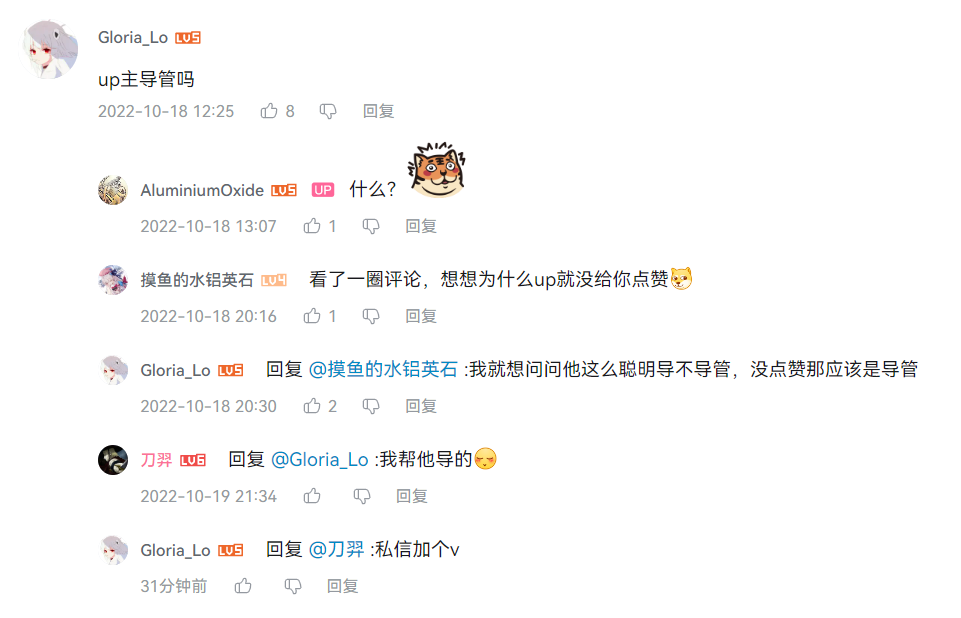 Gloria_Lo LV5
up主导管吗
2022-10-18 12:25 8 回复
AluminiumOxide LV5 UP 什么?
2022-10-18 13:07 1 回复
摸鱼的水铝英石 LV4 看了一圈评论，想想为什么up就没给你点赞
2022-10-18 20:16 1 回复
Gloria_Lo LV5 回复 @摸鱼的水铝英石 :我就想问问他这么聪明导不导管，没点赞那应该是导管
2022-10-18 20:30 2 回复
刀羿 LV6 回复 @Gloria_Lo :我帮他导的
2022-10-19 21:34 回复
Gloria_Lo LV5 回复 @刀羿 :私信加个v
31分钟前 回复